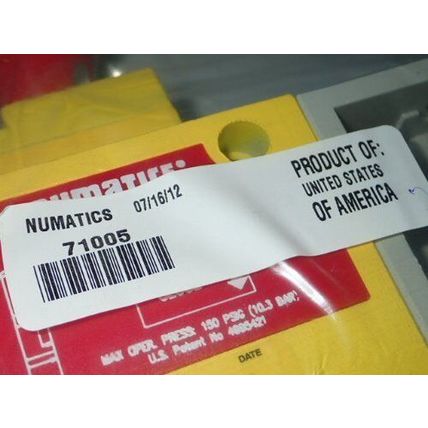 NUMATICS 07/16/12
71005
PRODUCT OF:
UNITED STATES
OF AMERICA
MAX OPER. PRESS: 150 PSIG (10.3 BAR)
U.S. Patent No 4885421
DATE